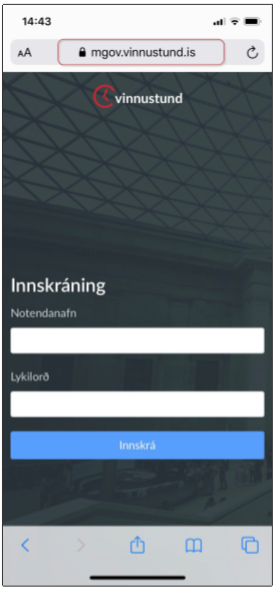 14:43
AA mgov.vinnustund.is
vinnustund
Innskráning
Notendanafn
Lykilorð
Innskrá